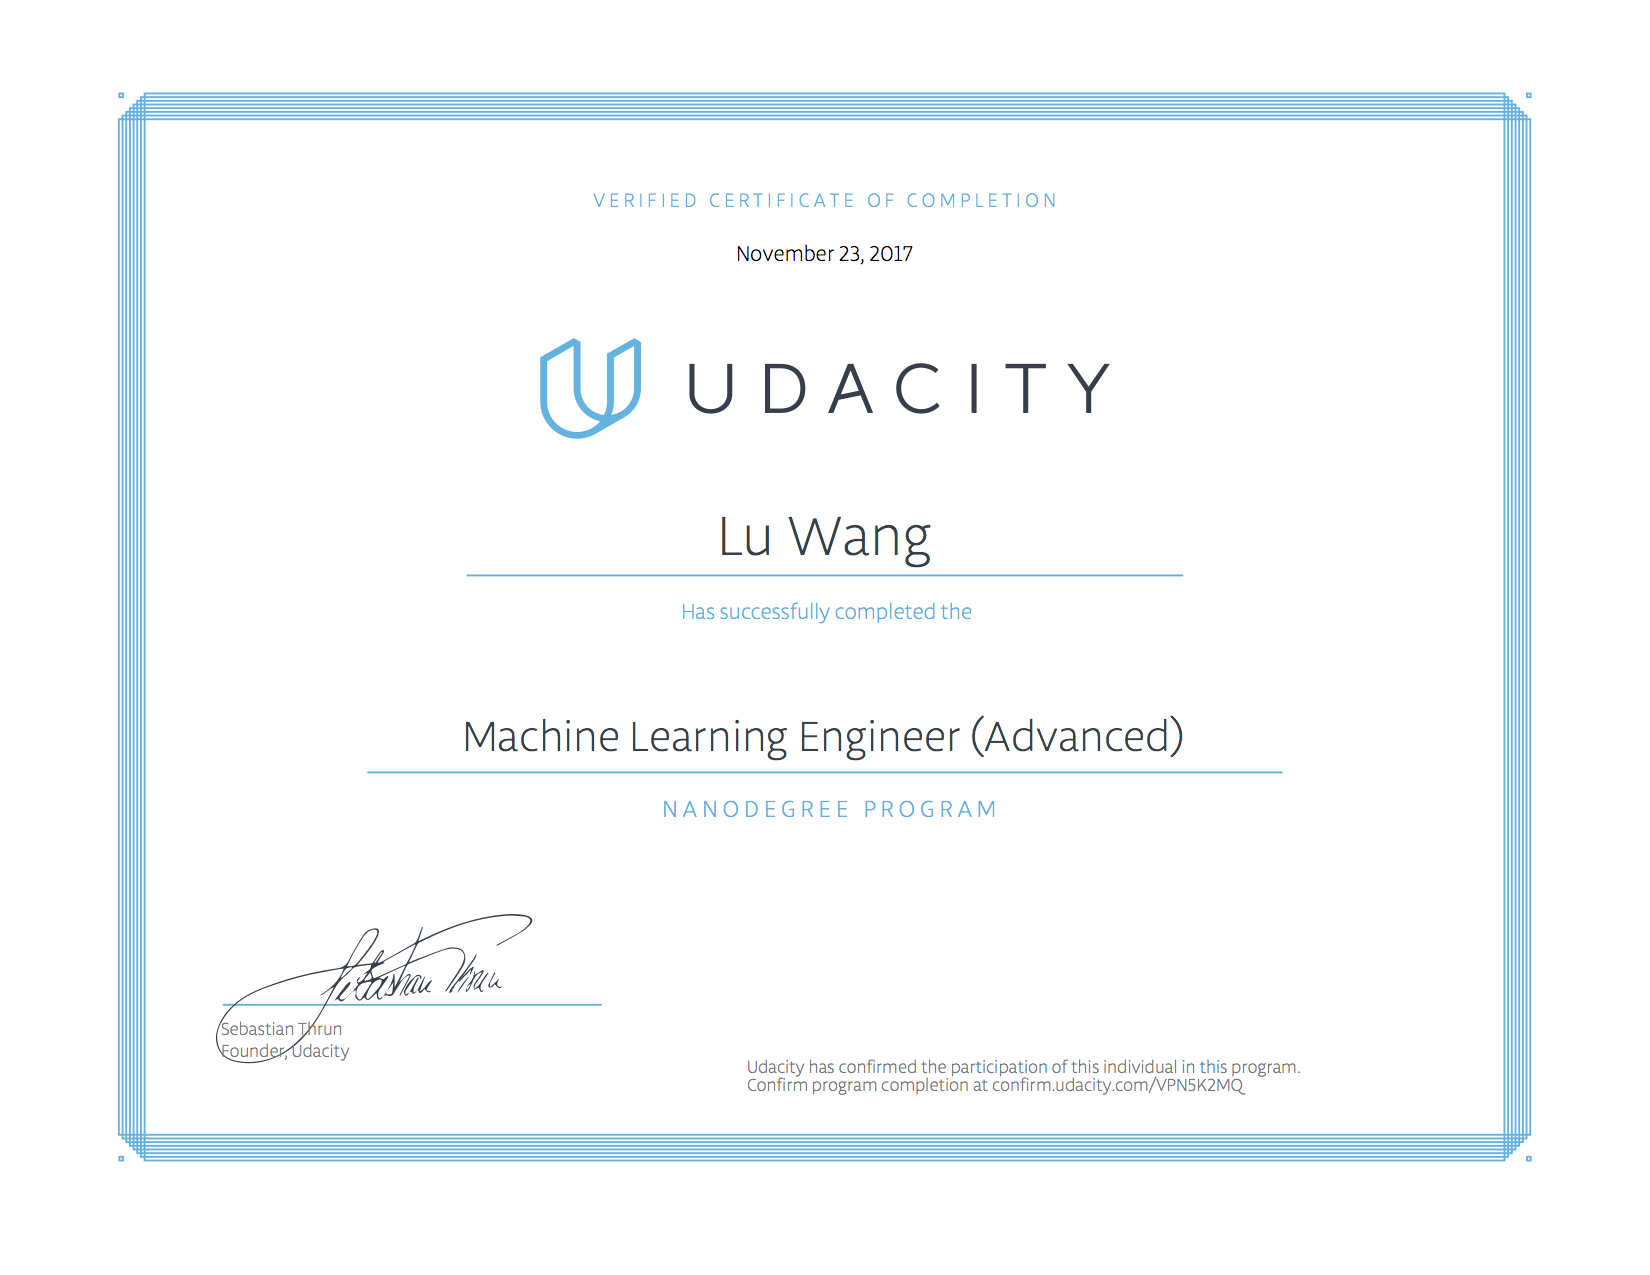 VERIFIED CERTIFICATE OF COMPLETION
November 23, 2017
UDACITY
Lu Wang
Has successfully completed the
Machine Learning Engineer (Advanced)
NANODEGREE PROGRAM
Sebastian Thrun
Sebastian Thrun
Founder, Udacity
Udacity has confirmed the participation of this individual in this program.
Confirm program completion at confirm.udacity.com/VPN5K2MQ